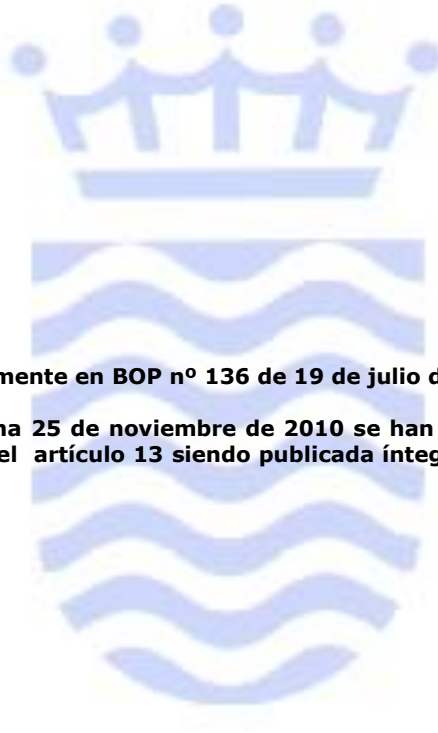 mente en BOP nº 136 de 19 de julio d
na 25 de noviembre de 2010 se han
el artículo 13 siendo publicada ínteg